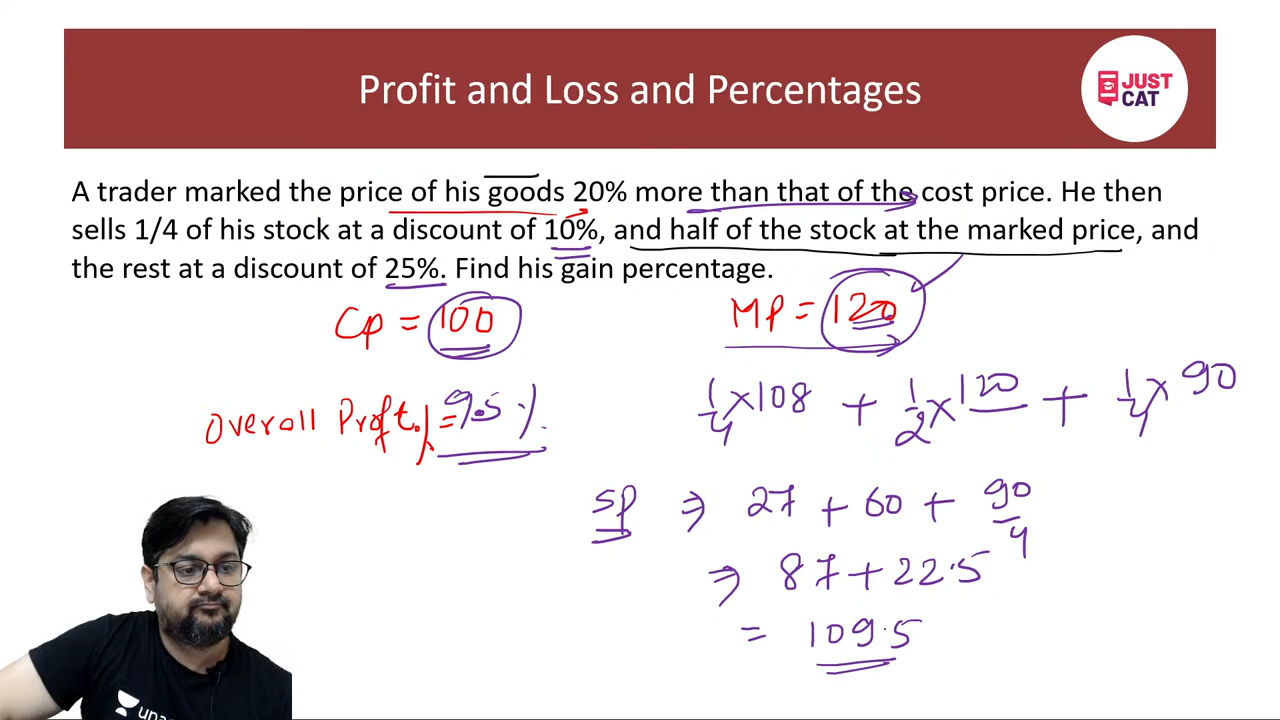 Profit and Loss and Percentages
JUST
CAT
A trader marked the price of his goods 20% more than that of the cost price. He then
sells 1/4 of his stock at a discount of 10%, and half of the stock at the marked price, and
the rest at a discount of 25%. Find his gain percentage.
CP = 100
MP = 120
Overall Profit % = 9.5 %
1/4 × 108 + 1/2 × 120 + 1/4 × 90
SP ⇒ 27 + 60 + 90/4
⇒ 87 + 22.5
= 109.5